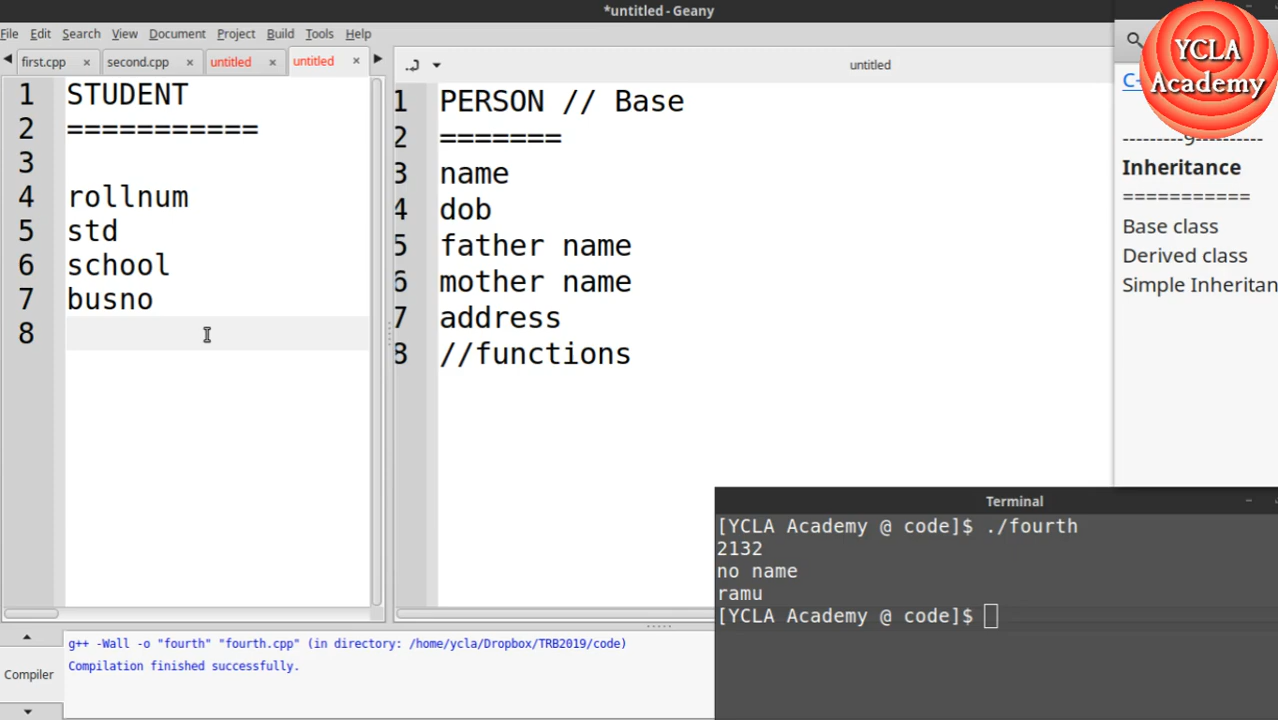 *untitled - Geany
File Edit Search View Document Project Build Tools Help
first.cpp × second.cpp × untitled × untitled ×
1 STUDENT
2 ===========
3
4 rollnum
5 std
6 school
7 busno
8
untitled
1 PERSON // Base
2 =======
3 name
4 dob
5 father name
6 mother name
7 address
8 //functions
YCLA
Academy
C-
---------9----------
Inheritance
===========
Base class
Derived class
Simple Inheritan
Compiler
g++ -Wall -o "fourth" "fourth.cpp" (in directory: /home/ycla/Dropbox/TRB2019/code)
Compilation finished successfully.
Terminal
[YCLA Academy @ code]$ ./fourth
2132
no name
ramu
[YCLA Academy @ code]$